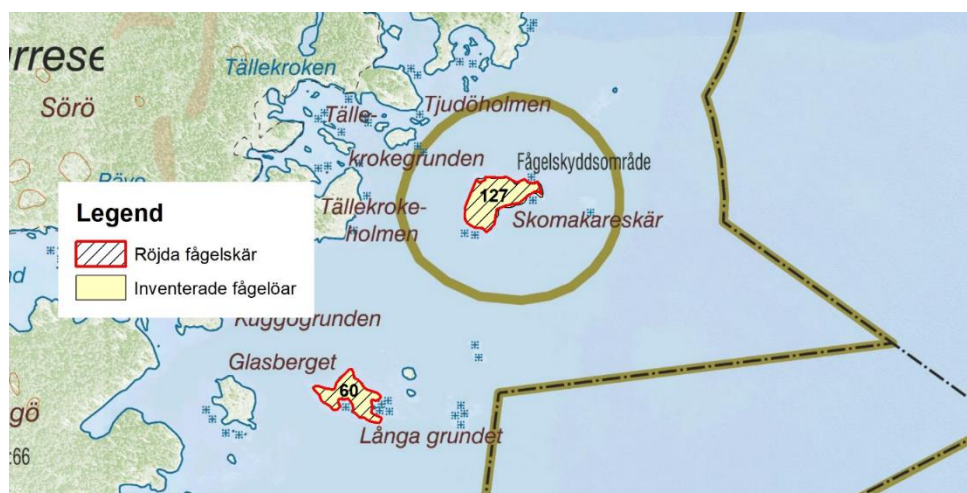 rrese
Sörö
Tällekroken
Tjudöholmen
Tälle-
krokegrunden
Fågelskyddsområde
127
Skomakareskär
Tällekroke-
holmen
Legend
Röjda fågelskär
Inventerade fågelöar
Kuggögrunden
Glasberget
60
Långa grundet
gö
:66